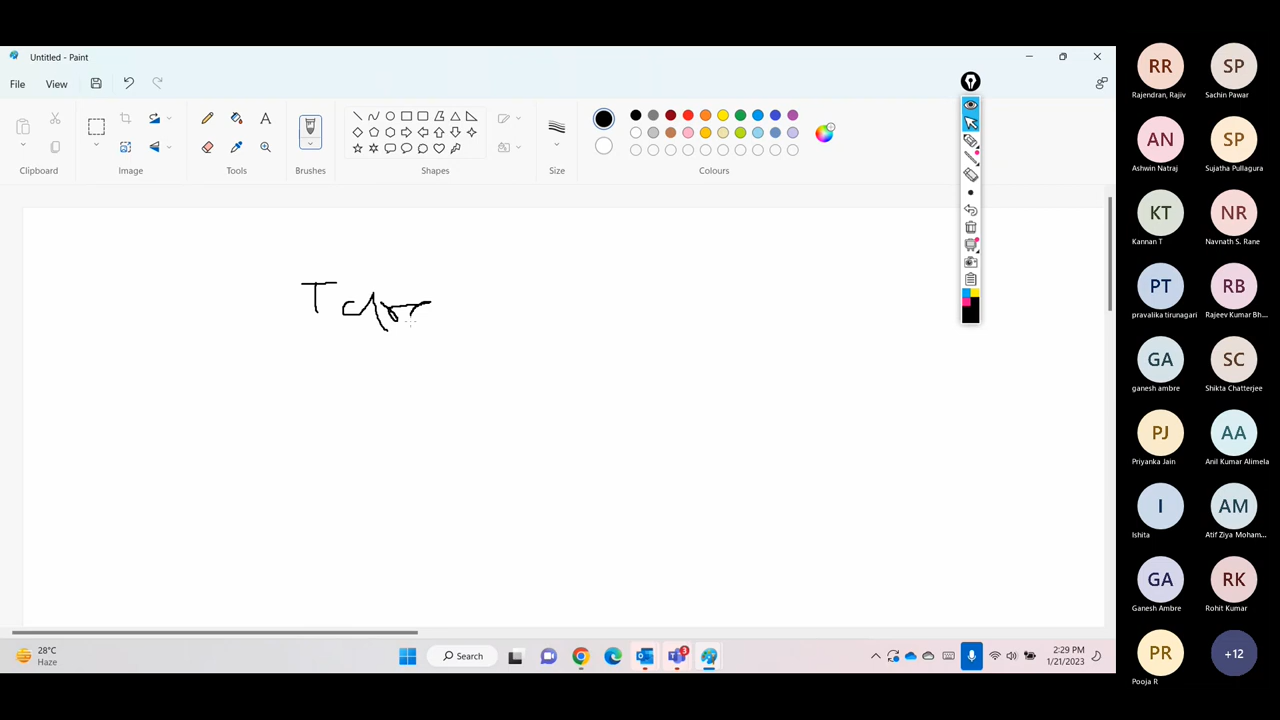 Untitled - Paint
File
View
Clipboard
Image
Tools
Brushes
Shapes
Size
Colours
RR
Rajendran, Rajiv
SP
Sachin Pawar
AN
Ashwin Natraj
SP
Sujatha Pullagura
KT
Kannan T
NR
Navnath S. Rane
PT
pravalika tirunagari
RB
Rajeev Kumar Bh...
GA
ganesh ambre
SC
Shikta Chatterjee
PJ
Priyanka Jain
AA
Anil Kumar Alimela
I
Ishita
AM
Atif Ziya Moham...
GA
Ganesh Ambre
RK
Rohit Kumar
PR
Pooja R
+12
28°C
Haze
Search
3
2:29 PM
1/21/2023